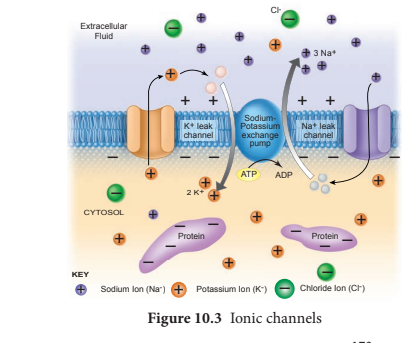 Extracellular
Fluid
Cl-
3 Na+
K+ leak
channel
Sodium-
Potassium
exchange
pump
Na+ leak
channel
ATP
ADP
2 K+
CYTOSOL
Protein
Protein
KEY
Sodium Ion (Na+)
Potassium Ion (K+)
Chloride Ion (Cl-)
Figure 10.3 Ionic channels